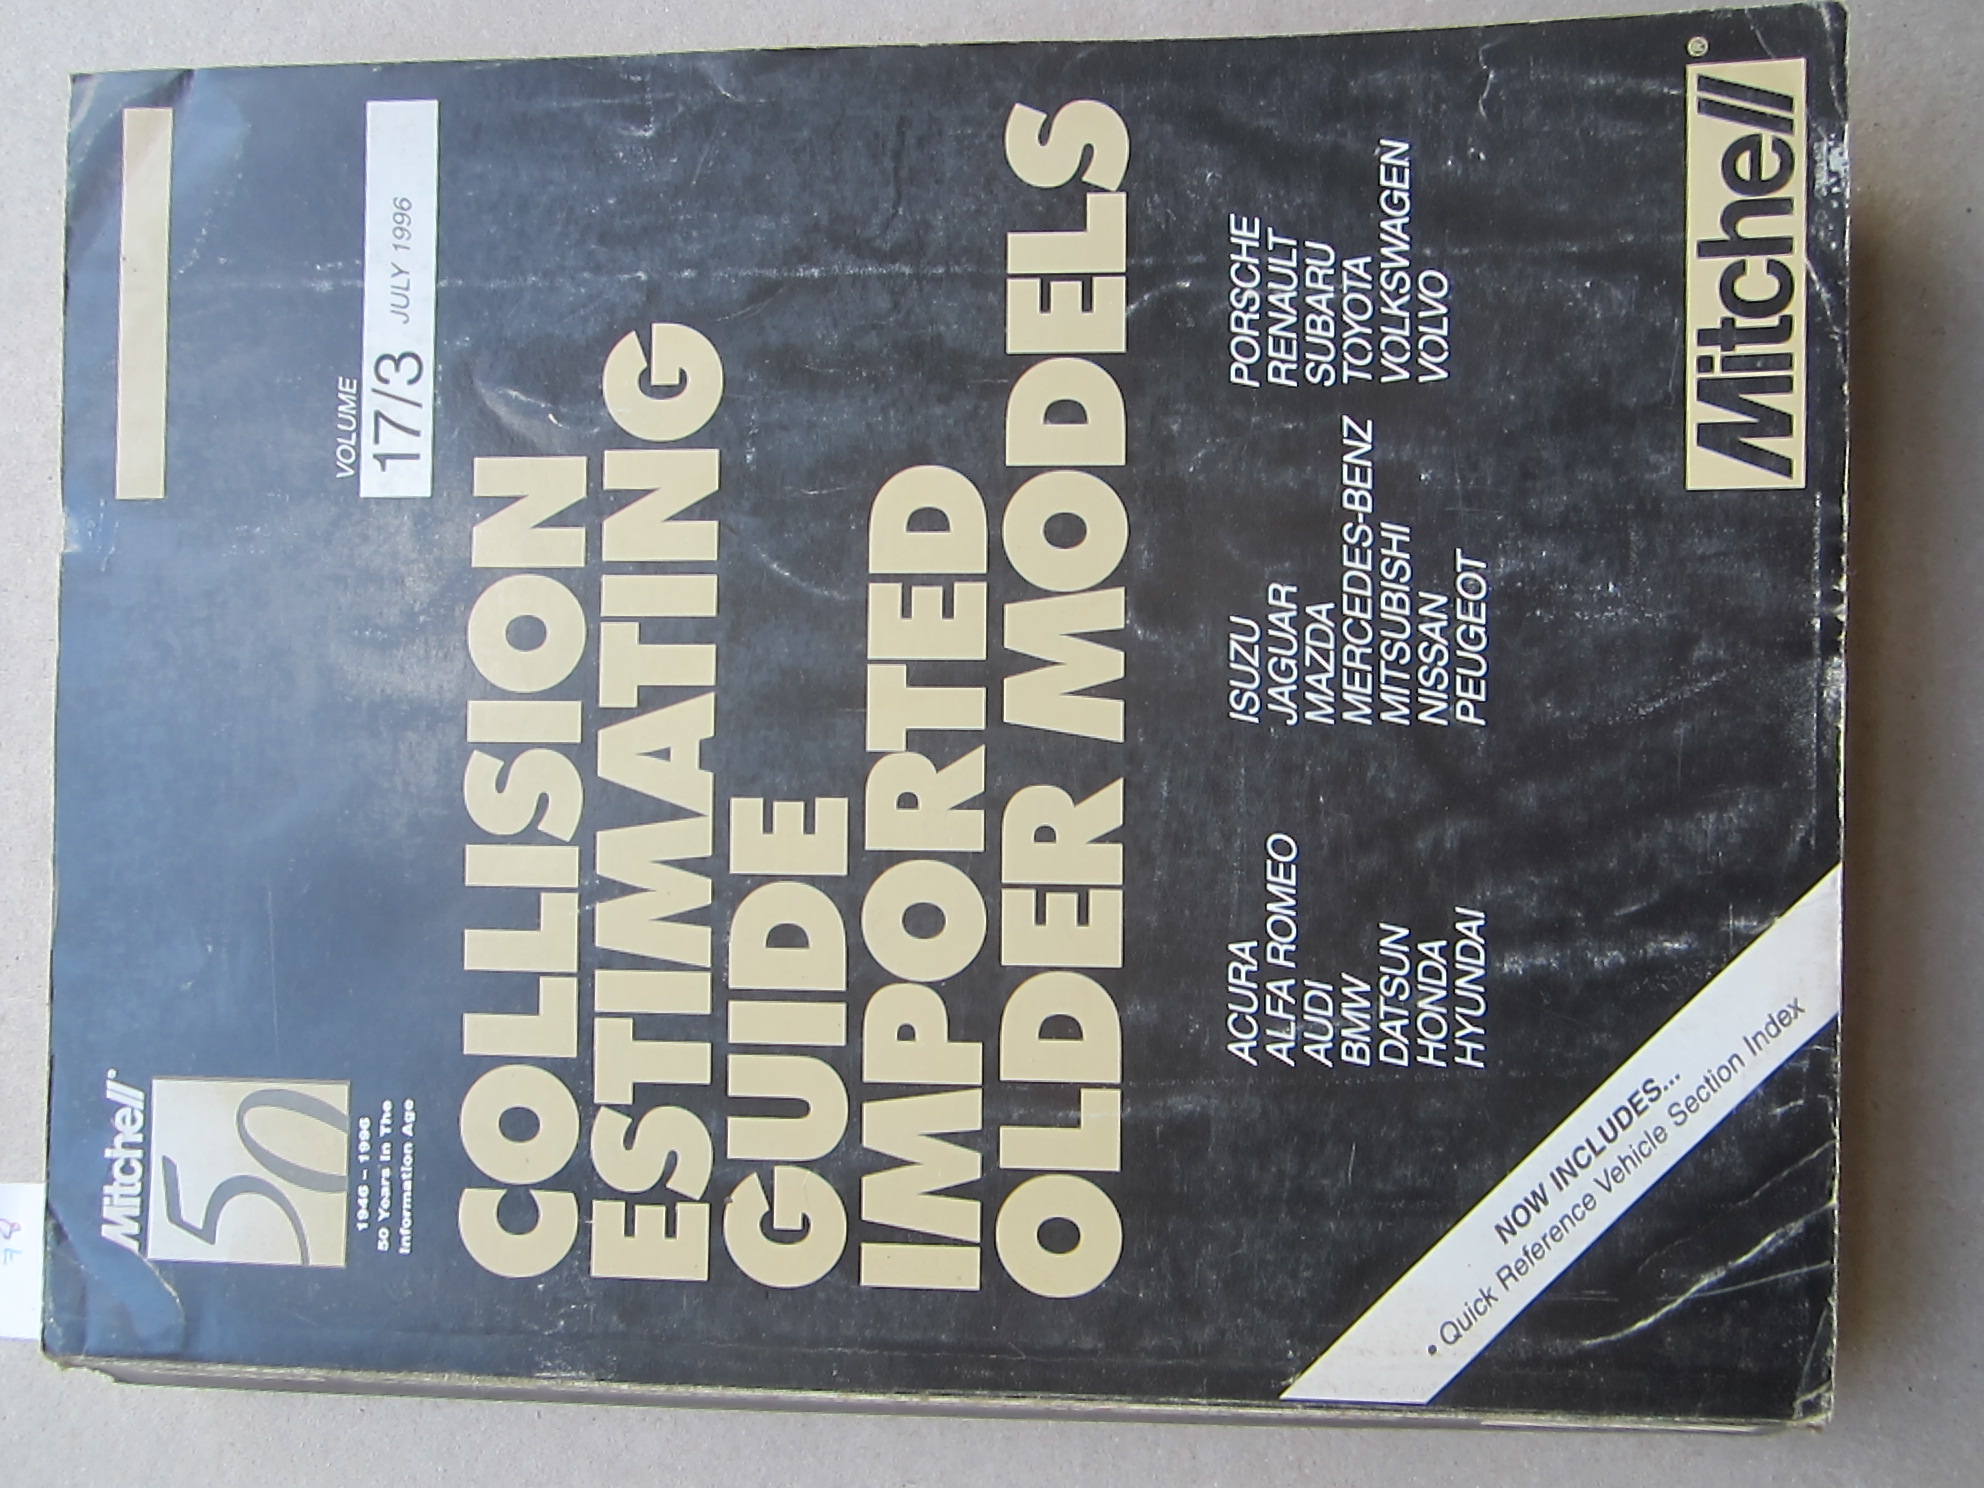 Mitchell
50
1946 – 1996
50 Years In The
Information Age
VOLUME
17/3 JULY 1996
COLLISION
ESTIMATING
GUIDE
IMPORTED
OLDER MODELS
ACURA
ALFA ROMEO
AUDI
BMW
DATSUN
HONDA
HYUNDAI
ISUZU
JAGUAR
MAZDA
MERCEDES-BENZ
MITSUBISHI
NISSAN
PEUGEOT
PORSCHE
RENAULT
SUBARU
TOYOTA
VOLKSWAGEN
VOLVO
NOW INCLUDES...
• Quick Reference Vehicle Section Index
Mitchell®